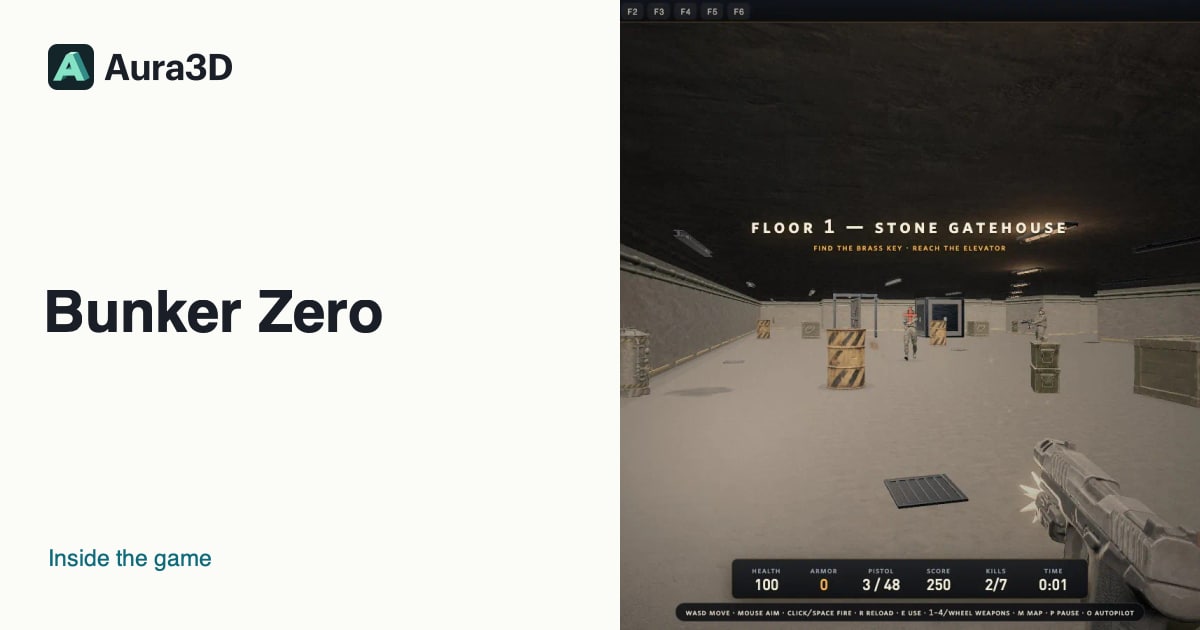 Aura3D
Bunker Zero
Inside the game
F2 F3 F4 F5 F6
FLOOR 1 — STONE GATEHOUSE
FIND THE BRASS KEY · REACH THE ELEVATOR
HEALTH ARMOR PISTOL SCORE KILLS TIME
100 0 3 / 48 250 2/7 0:01
WASD MOVE · MOUSE AIM · CLICK/SPACE FIRE · R RELOAD · E USE · 1–4/WHEEL WEAPONS · M MAP · P PAUSE · O AUTOPILOT